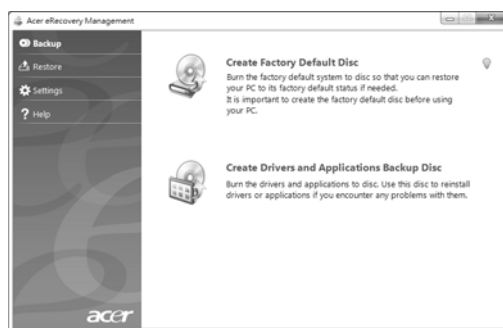 Acer eRecovery Management
Backup
Restore
Settings
? Help
Create Factory Default Disc
Burn the factory default system to disc so that you can restore
your PC to its factory default status if needed.
It is important to create the factory default disc before using
your PC.
Create Drivers and Applications Backup Disc
Burn the drivers and applications to disc. Use this disc to reinstall
drivers or applications if you encounter any problems with them.
acer